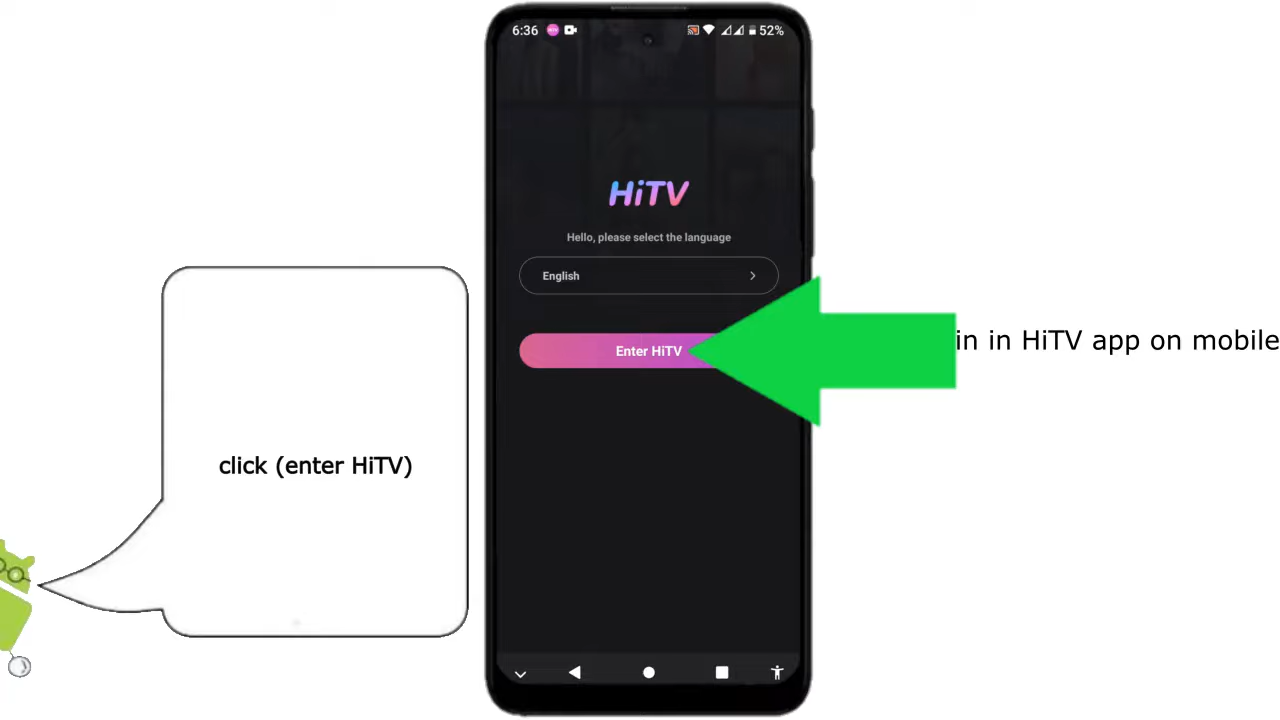 6:36
52%
HiTV
Hello, please select the language
English
Enter HiTV
in in HiTV app on mobile
click (enter HiTV)